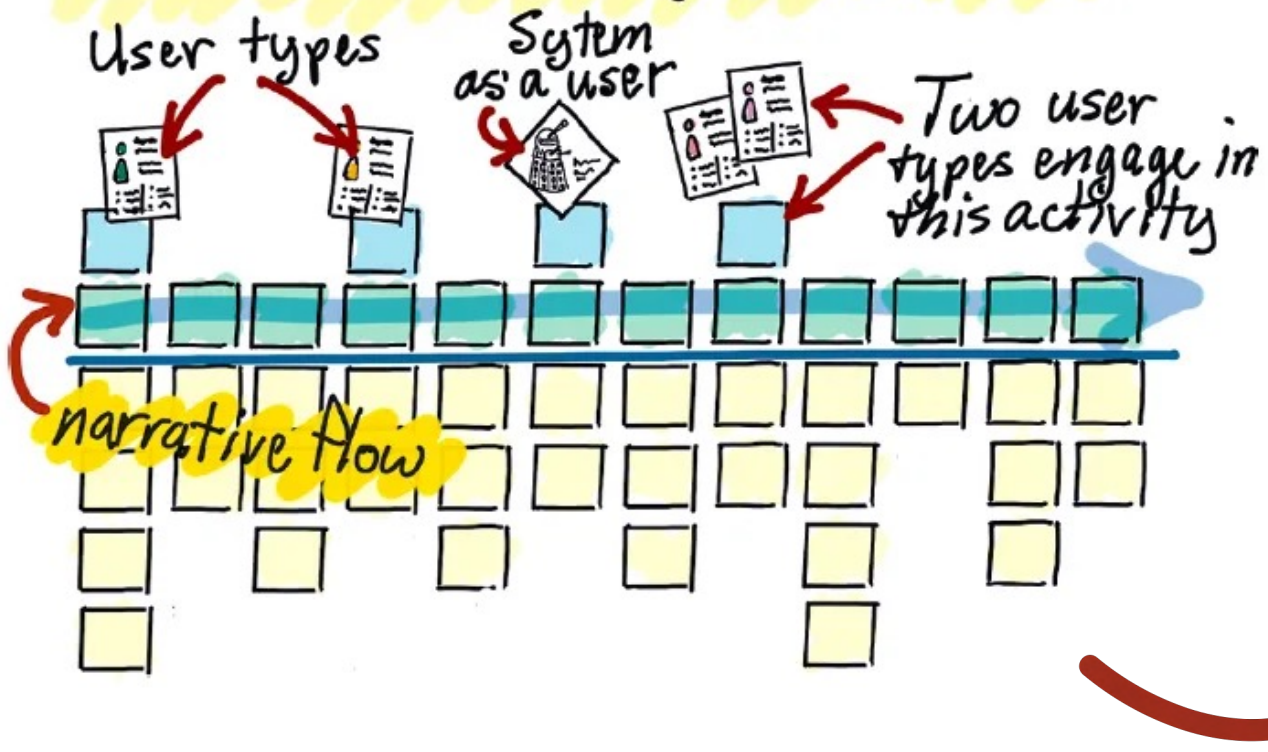 User types
Sytem
as a user
Two user
types engage in
this activity
narrative flow